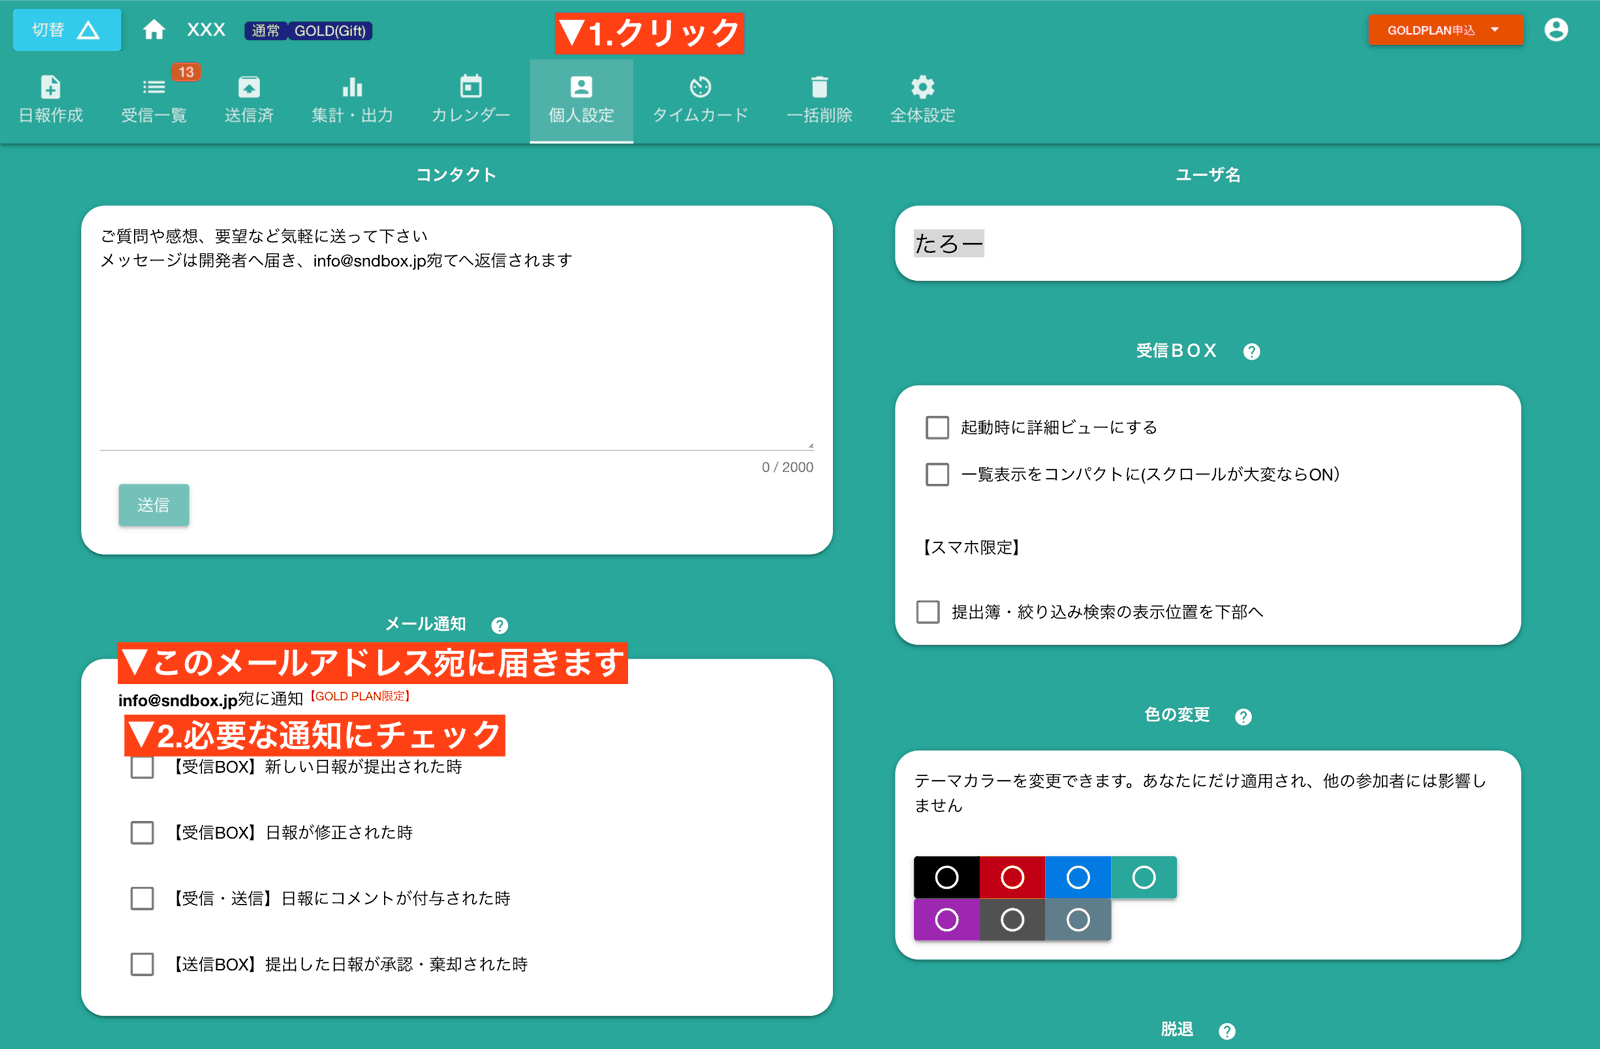 切替
XXX
通常 GOLD(Gift)
▼1.クリック
GOLDPLAN申込
日報作成
13
受信一覧
送信済
集計・出力
カレンダー
個人設定
タイムカード
一括削除
全体設定
コンタクト
ご質問や感想、要望など気軽に送って下さい
メッセージは開発者へ届き、info@sndbox.jp宛てへ返信されます
0 / 2000
送信
メール通知
▼このメールアドレス宛に届きます
info@sndbox.jp宛に通知【GOLD PLAN限定】
▼2.必要な通知にチェック
【受信BOX】新しい日報が提出された時
【受信BOX】日報が修正された時
【受信・送信】日報にコメントが付与された時
【送信BOX】提出した日報が承認・棄却された時
ユーザ名
たろー
受信ＢＯＸ
起動時に詳細ビューにする
一覧表示をコンパクトに(スクロールが大変ならON）
【スマホ限定】
提出簿・絞り込み検索の表示位置を下部へ
色の変更
テーマカラーを変更できます。あなたにだけ適用され、他の参加者には影響し
ません
脱退